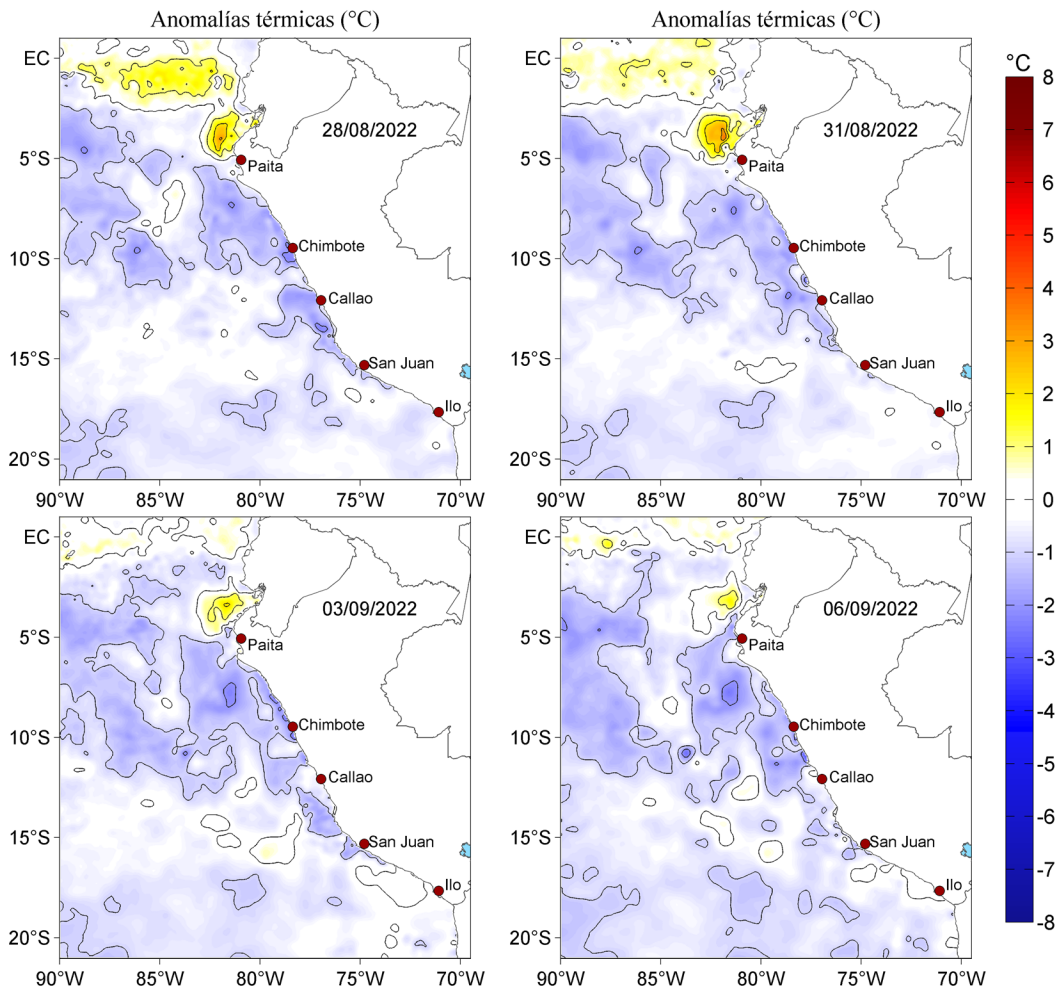 Anomalías térmicas (°C)
Anomalías térmicas (°C)
EC
5°S
10°S
15°S
20°S
28/08/2022
Paita
Chimbote
Callao
San Juan
Ilo
90°W
85°W
80°W
75°W
70°W
EC
5°S
10°S
15°S
20°S
31/08/2022
Paita
Chimbote
Callao
San Juan
Ilo
90°W
85°W
80°W
75°W
70°W
EC
5°S
10°S
15°S
20°S
03/09/2022
Paita
Chimbote
Callao
San Juan
Ilo
90°W
85°W
80°W
75°W
70°W
EC
5°S
10°S
15°S
20°S
06/09/2022
Paita
Chimbote
Callao
San Juan
Ilo
90°W
85°W
80°W
75°W
70°W
°C
8
7
6
5
4
3
2
1
0
-1
-2
-3
-4
-5
-6
-7
-8